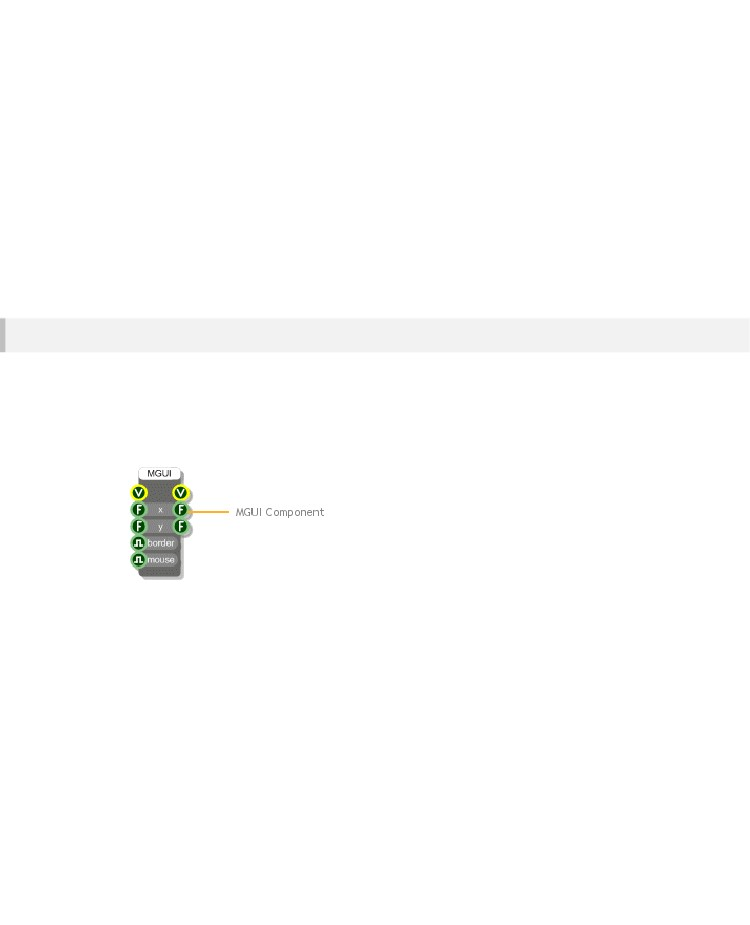 MGUI
V V
F x F
MGUI Component
F y F
border
mouse